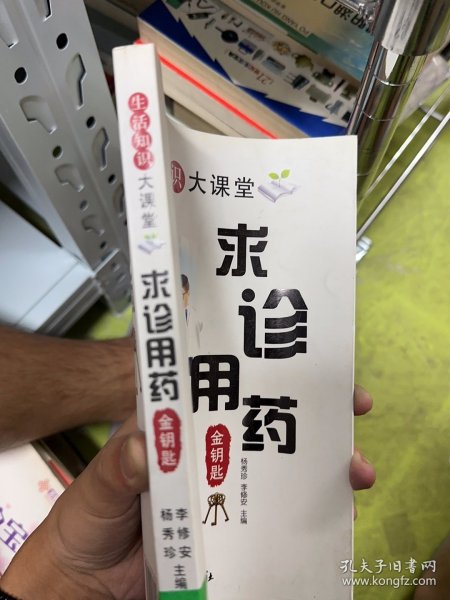 生活知识
大课堂
求诊用药
金钥匙
杨秀珍
李修安
主编
识 大课堂
求
诊
用
药
金钥匙
杨秀珍 李修安 主编
社
孔夫子旧书网
www.kongfz.com